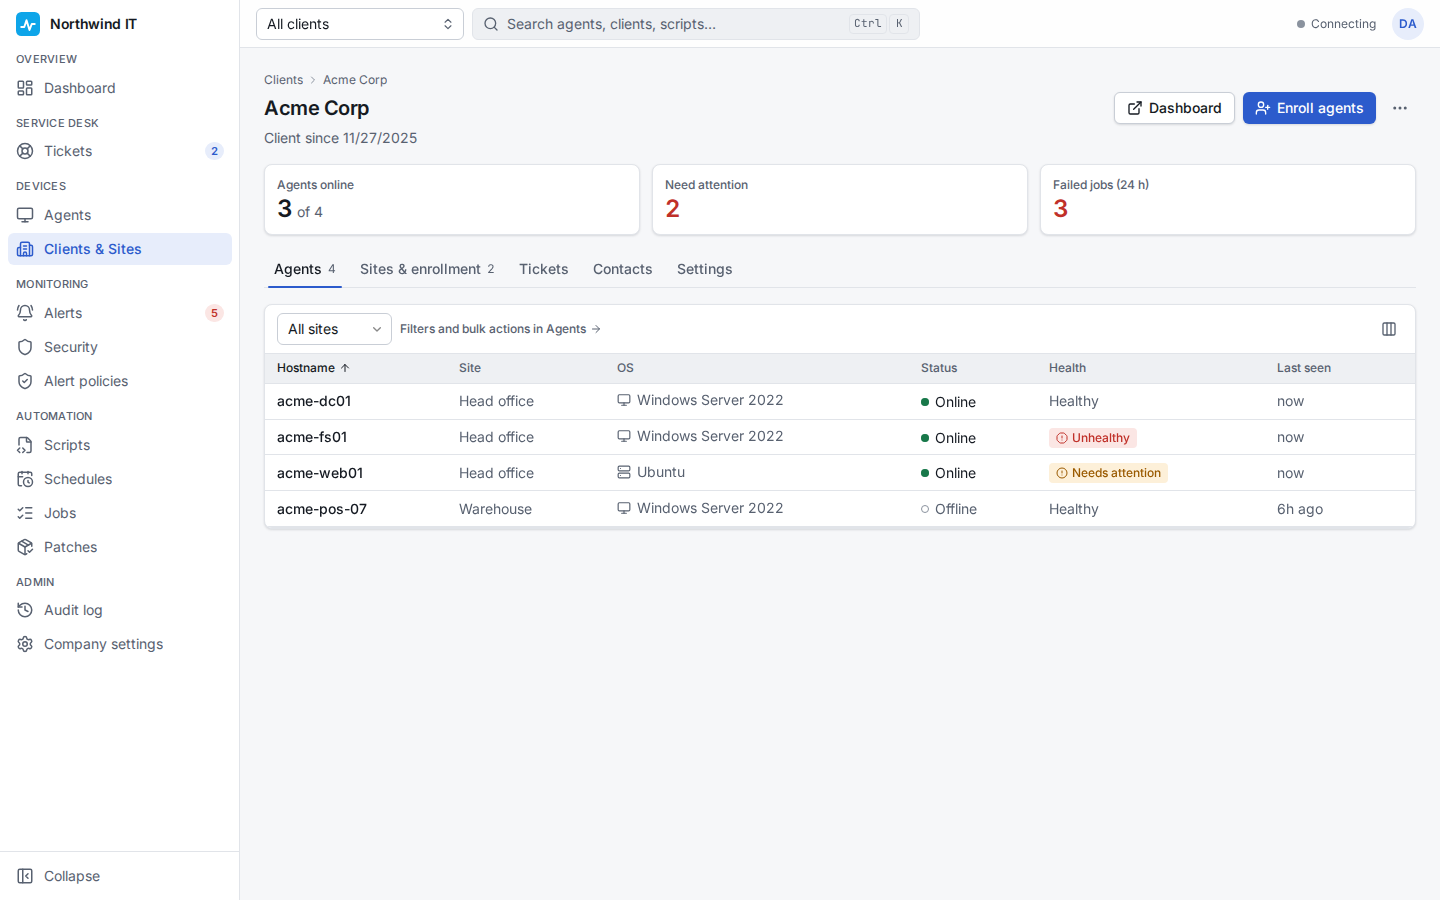 Northwind IT
OVERVIEW
Dashboard
SERVICE DESK
Tickets 2
DEVICES
Agents
Clients & Sites
MONITORING
Alerts 5
Security
Alert policies
AUTOMATION
Scripts
Schedules
Jobs
Patches
ADMIN
Audit log
Company settings
Collapse
All clients
Search agents, clients, scripts... Ctrl K
Connecting
DA
Clients > Acme Corp
Acme Corp
Client since 11/27/2025
Dashboard
Enroll agents
Agents online
3 of 4
Need attention
2
Failed jobs (24 h)
3
Agents 4 Sites & enrollment 2 Tickets Contacts Settings
All sites Filters and bulk actions in Agents →
Hostname ↑ Site OS Status Health Last seen
acme-dc01 Head office Windows Server 2022 Online Healthy now
acme-fs01 Head office Windows Server 2022 Online Unhealthy now
acme-web01 Head office Ubuntu Online Needs attention now
acme-pos-07 Warehouse Windows Server 2022 Offline Healthy 6h ago